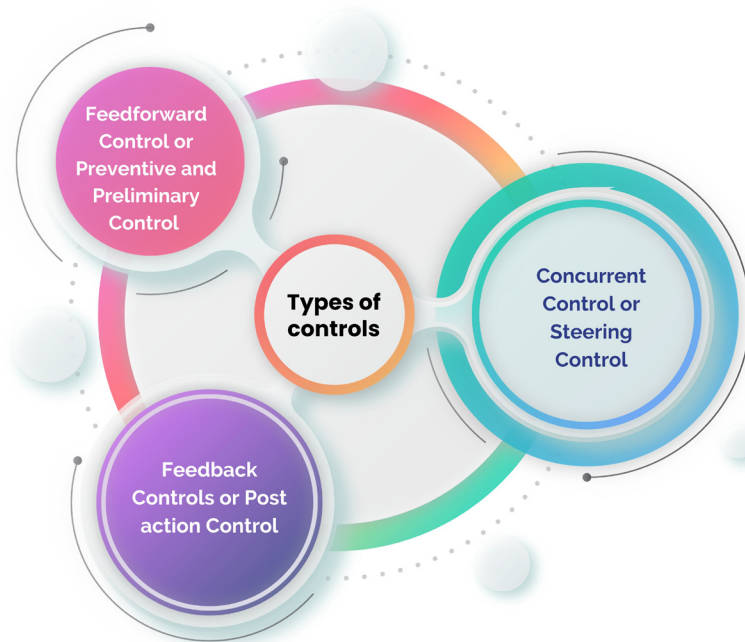 Feedforward
Control or
Preventive and
Preliminary
Control
Types of
controls
Concurrent
Control or
Steering
Control
Feedback
Controls or Post
action Control